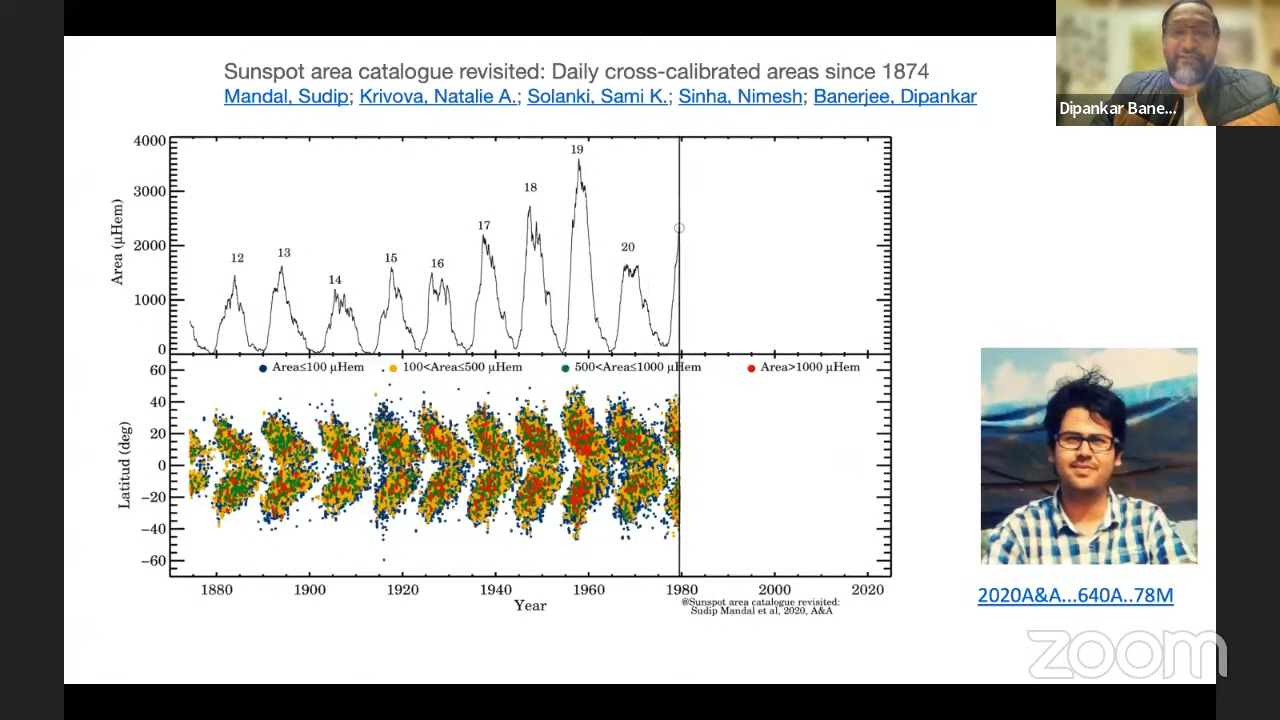 Sunspot area catalogue revisited: Daily cross-calibrated areas since 1874
Mandal, Sudip; Krivova, Natalie A.; Solanki, Sami K.; Sinha, Nimesh; Banerjee, Dipankar
Dipankar Bane...
4000
3000
2000
1000
0
Area (μHem)
12
13
14
15
16
17
18
19
20
Area≤100 μHem
100<Area≤500 μHem
500<Area≤1000 μHem
Area>1000 μHem
60
40
20
0
−20
−40
−60
Latitud (deg)
1880
1900
1920
1940
1960
1980
2000
2020
Year
@Sunspot area catalogue revisited:
Sudip Mandal et al, 2020, A&A
2020A&A...640A..78M
zoom